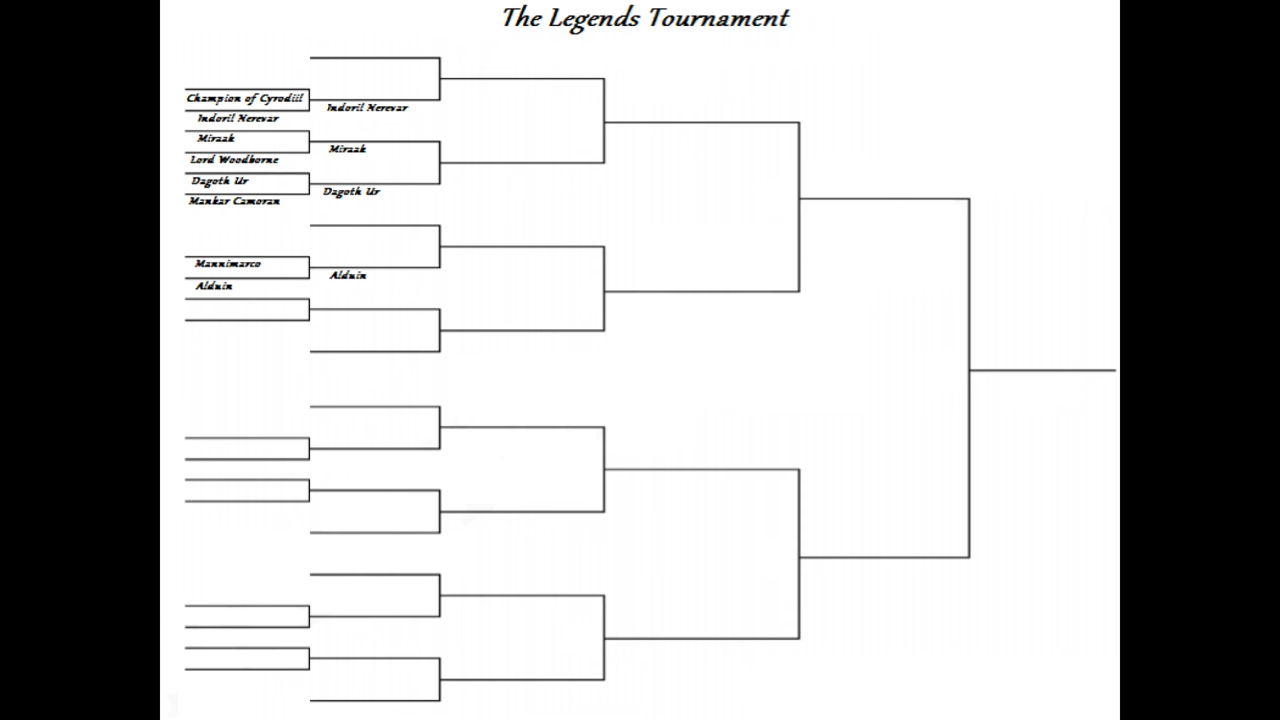 The Legends Tournament
Champion of Cyrodiil
Indoril Nerevar
Indoril Nerevar
Miraak
Miraak
Lord Woodborne
Dagoth Ur
Dagoth Ur
Mankar Camoran
Mannimarco
Alduin
Alduin